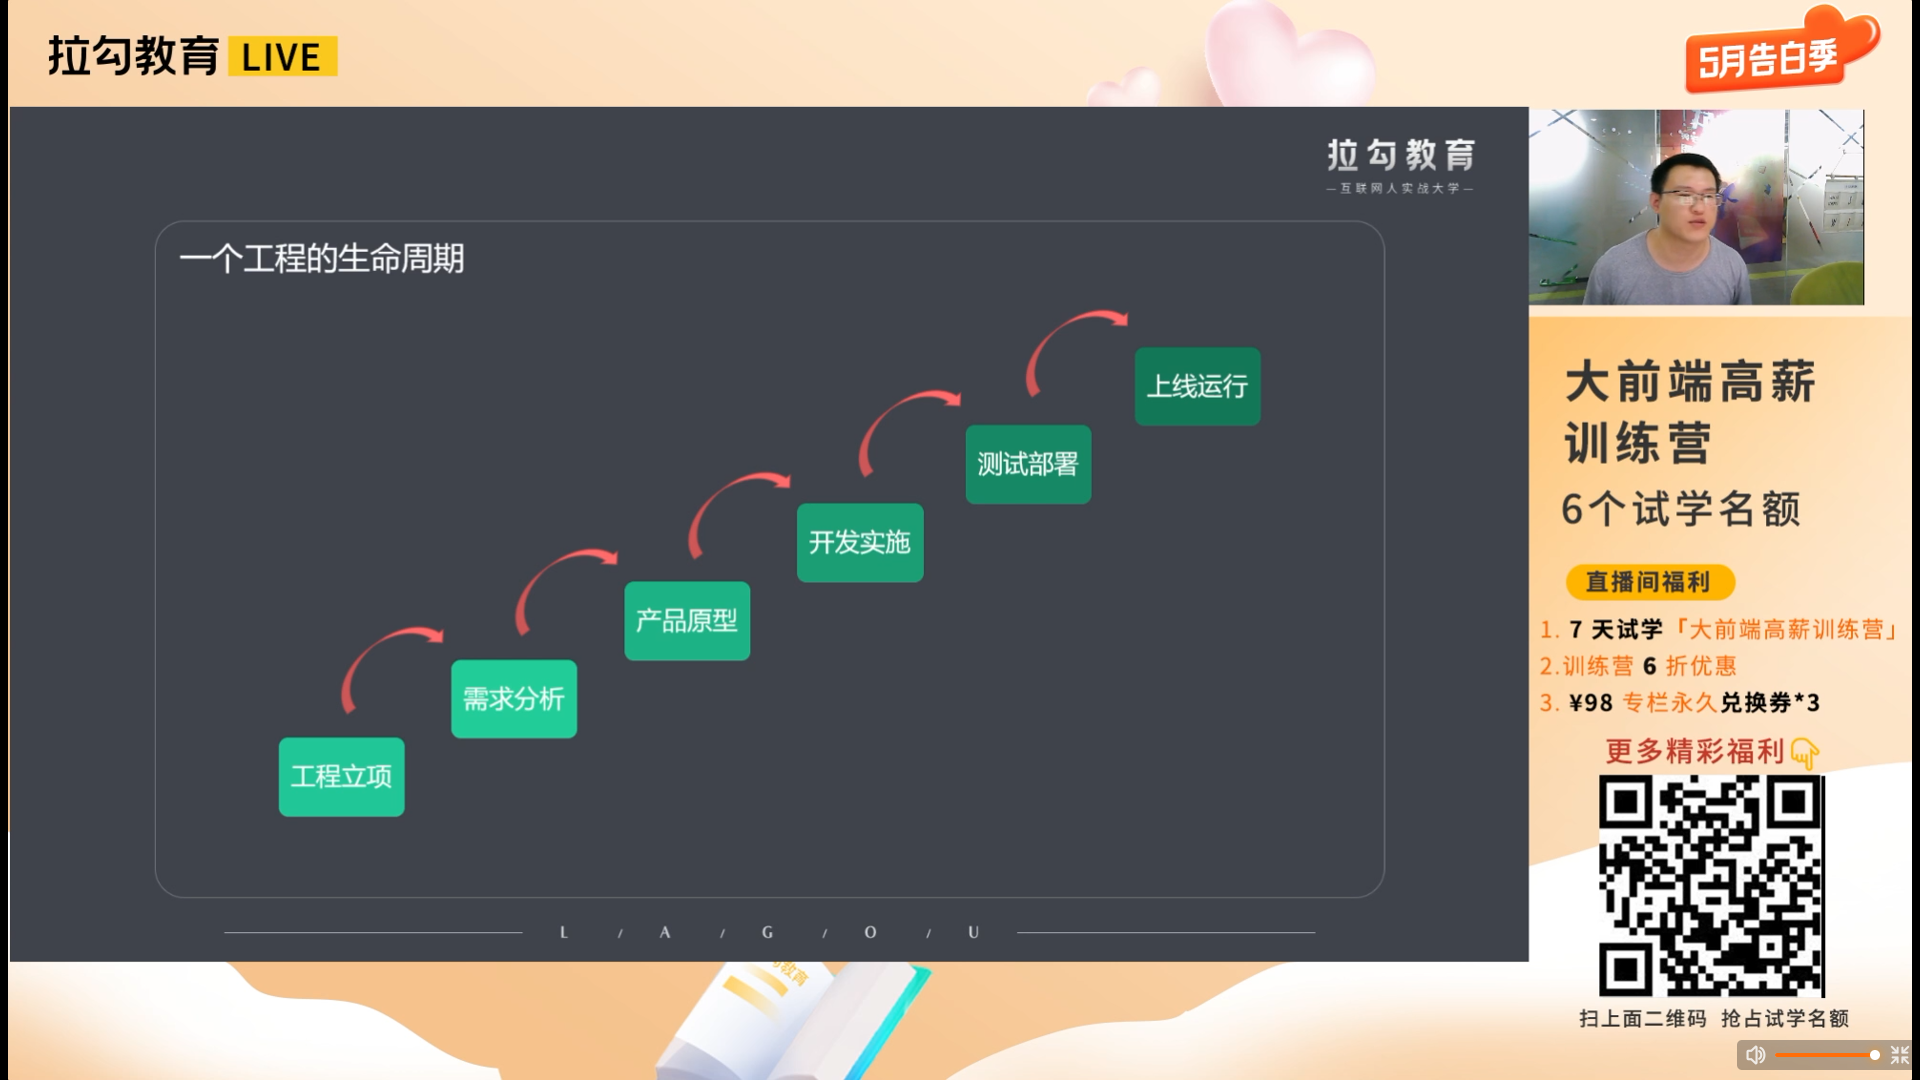 拉勾教育 LIVE
5月告白季
拉勾教育
—互联网人实战大学—
一个工程的生命周期
上线运行
测试部署
开发实施
产品原型
需求分析
工程立项
L / A / G / O / U
大前端高薪
训练营
6个试学名额
直播间福利
1. 7 天试学「大前端高薪训练营」
2.训练营 6 折优惠
3. ¥98 专栏永久兑换券*3
更多精彩福利
扫上面二维码 抢占试学名额